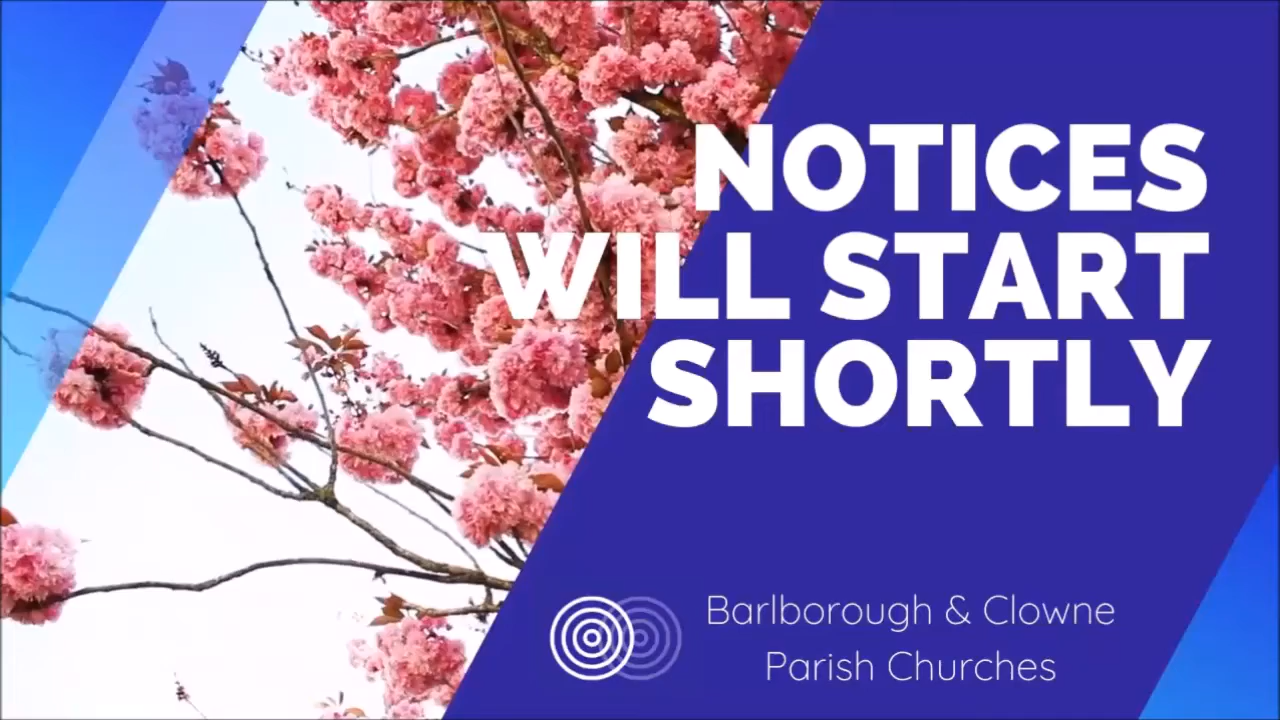 NOTICES
WILL START
SHORTLY
Barlborough & Clowne
Parish Churches